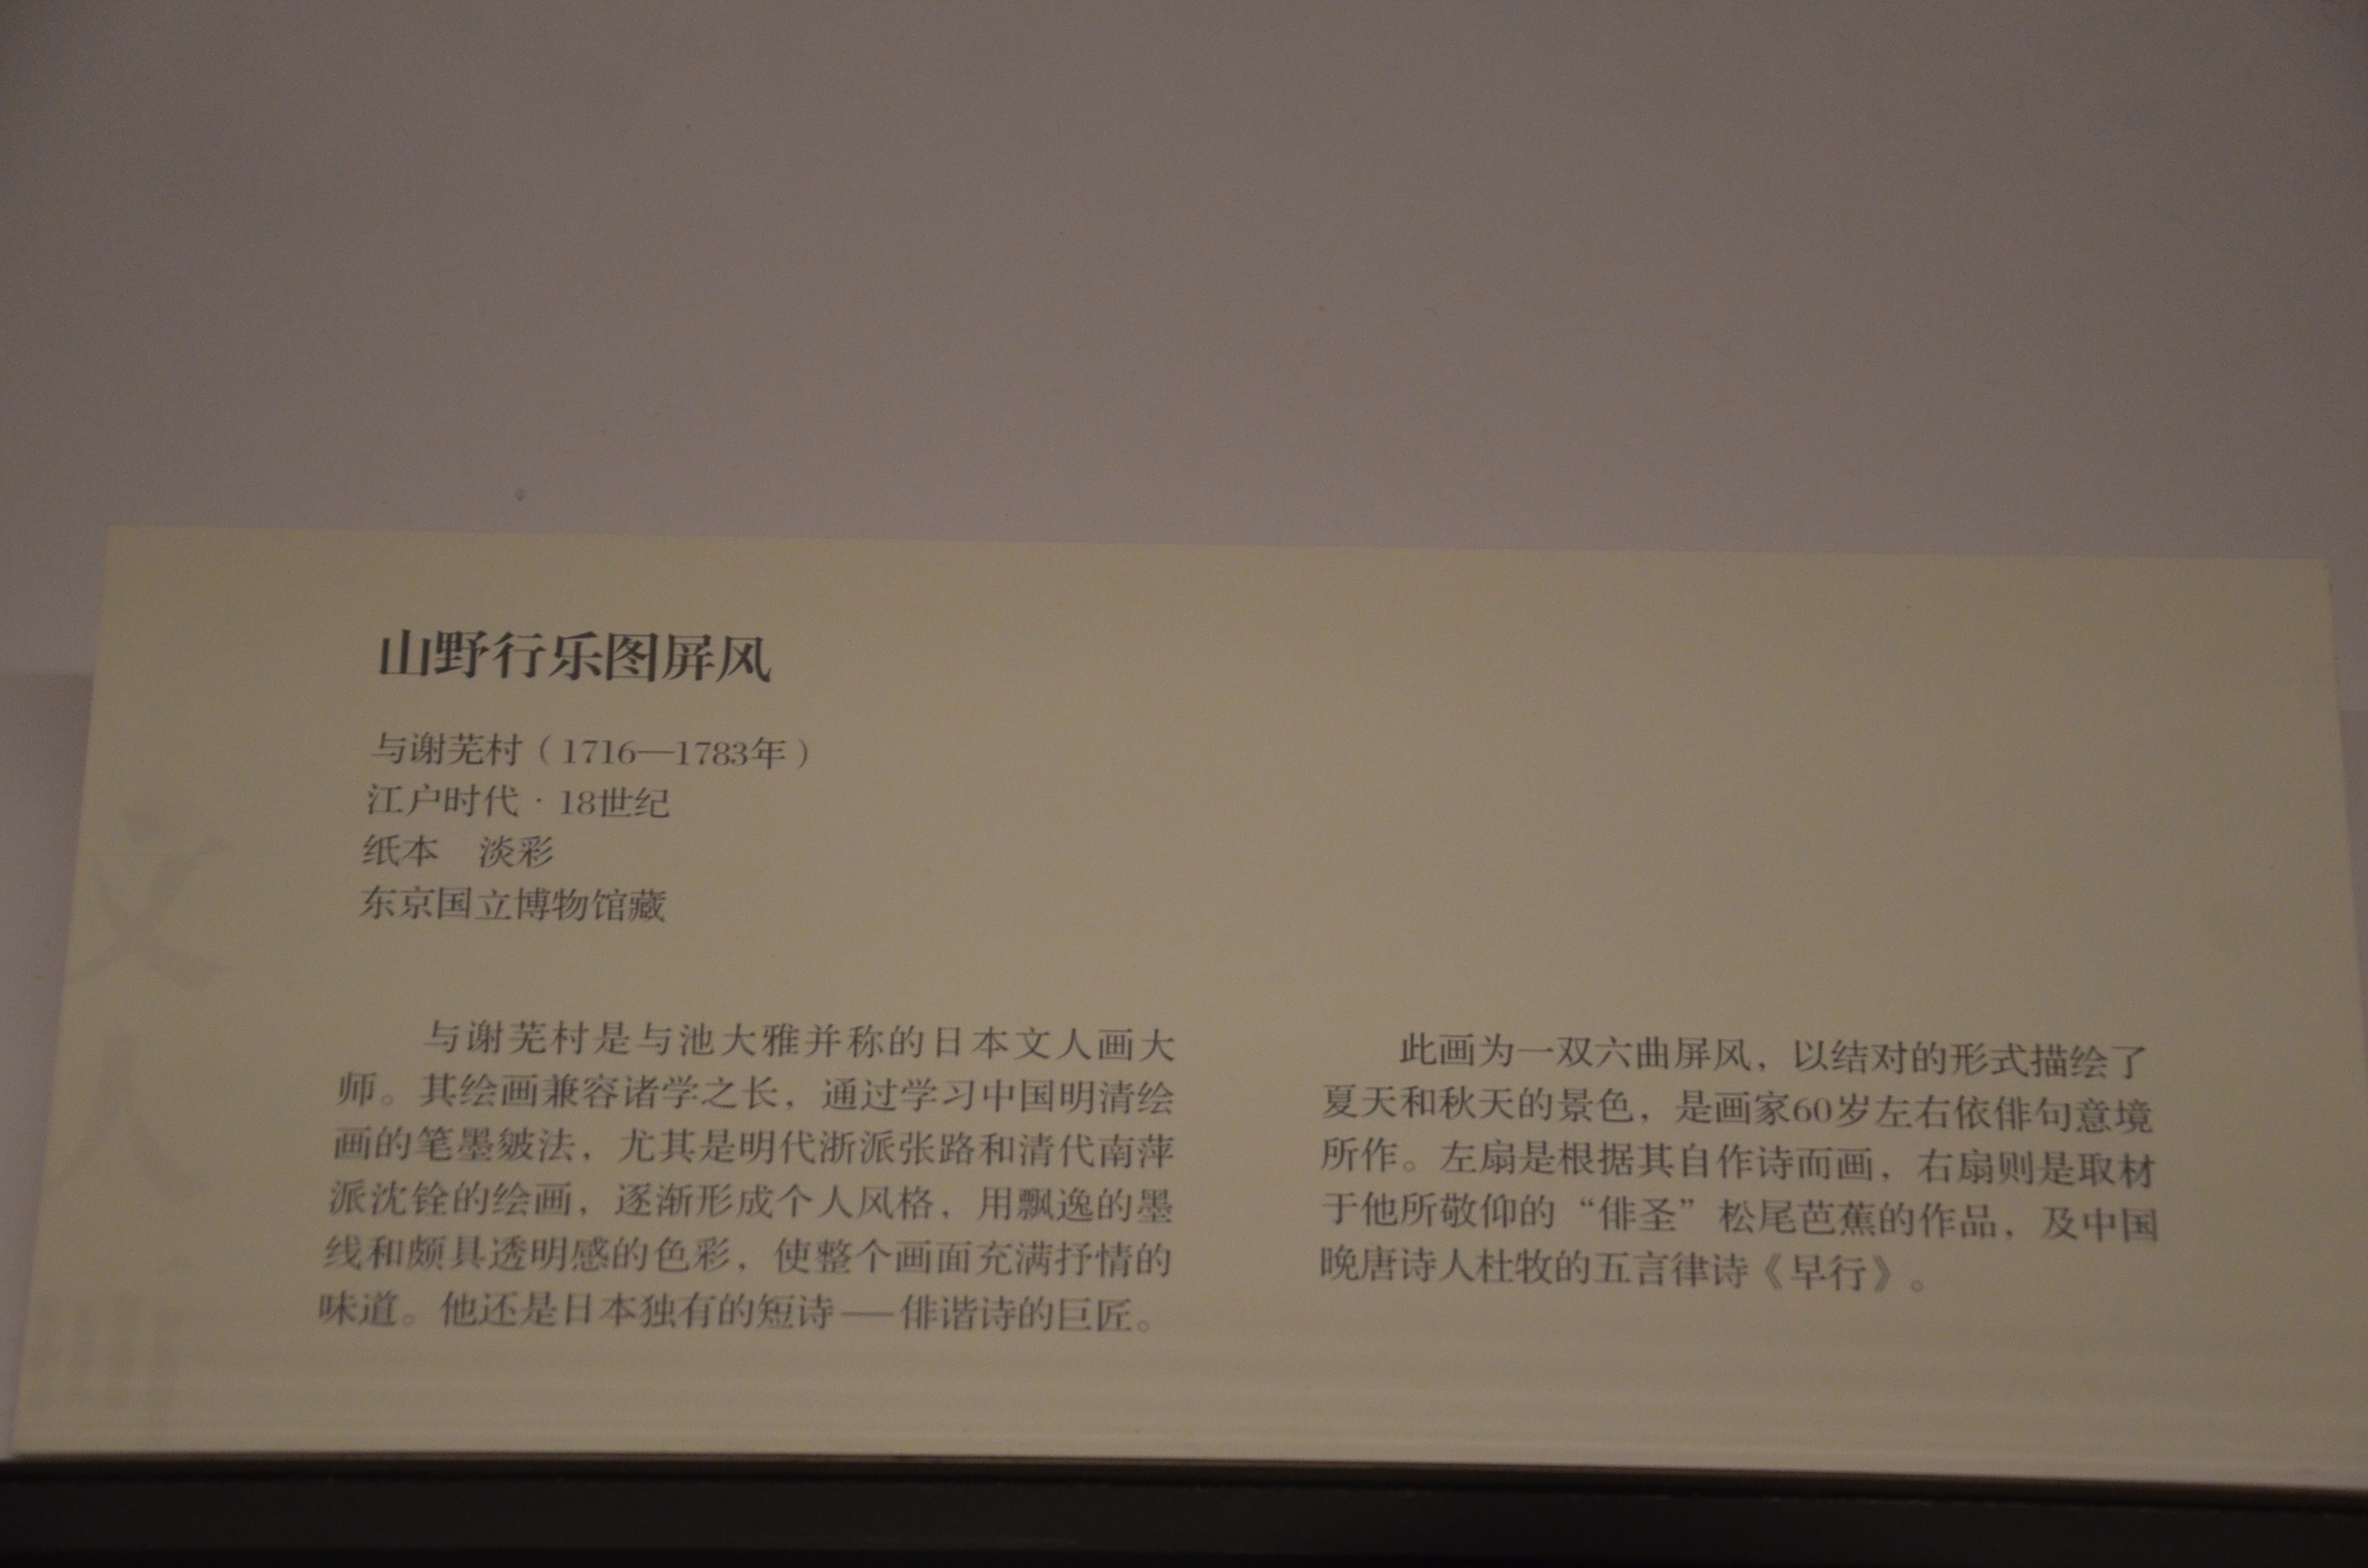 山野行乐图屏风
与谢芜村（1716—1783年）
江户时代·18世纪
纸本　淡彩
东京国立博物馆藏
与谢芜村是与池大雅并称的日本文人画大
师。其绘画兼容诸学之长，通过学习中国明清绘
画的笔墨皴法，尤其是明代浙派张路和清代南萍
派沈铨的绘画，逐渐形成个人风格，用飘逸的墨
线和颇具透明感的色彩，使整个画面充满抒情的
味道。他还是日本独有的短诗——俳谐诗的巨匠。
此画为一双六曲屏风，以结对的形式描绘了
夏天和秋天的景色，是画家60岁左右依俳句意境
所作。左扇是根据其自作诗而画，右扇则是取材
于他所敬仰的“俳圣”松尾芭蕉的作品，及中国
晚唐诗人杜牧的五言律诗《早行》。
文人画